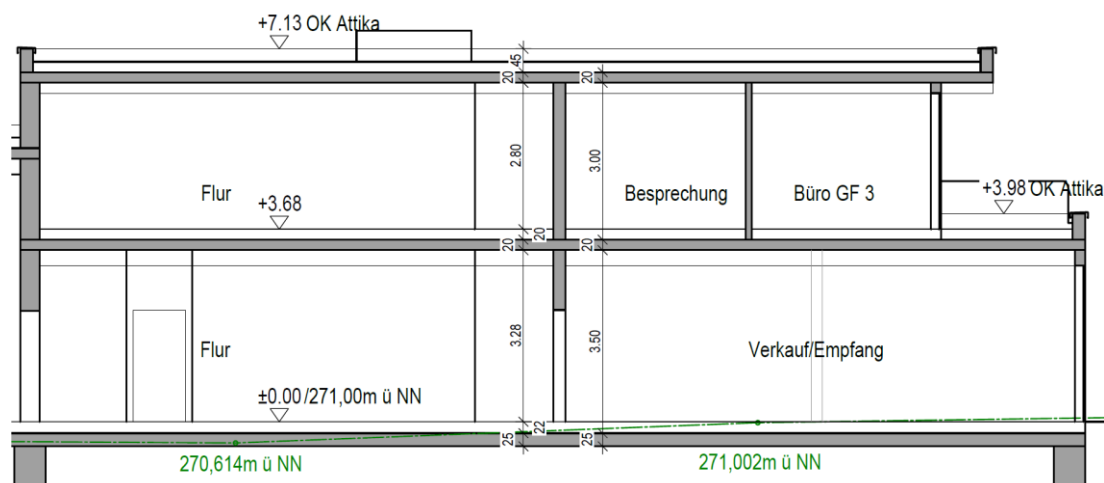 +7.13 OK Attika
45
20
20
2.80
3.00
Flur
Besprechung
Büro GF 3
+3.98 OK Attika
+3.68
20
20
20
3.28
3.50
Flur
Verkauf/Empfang
±0.00 /271,00m ü NN
22
25
25
270,614m ü NN
271,002m ü NN